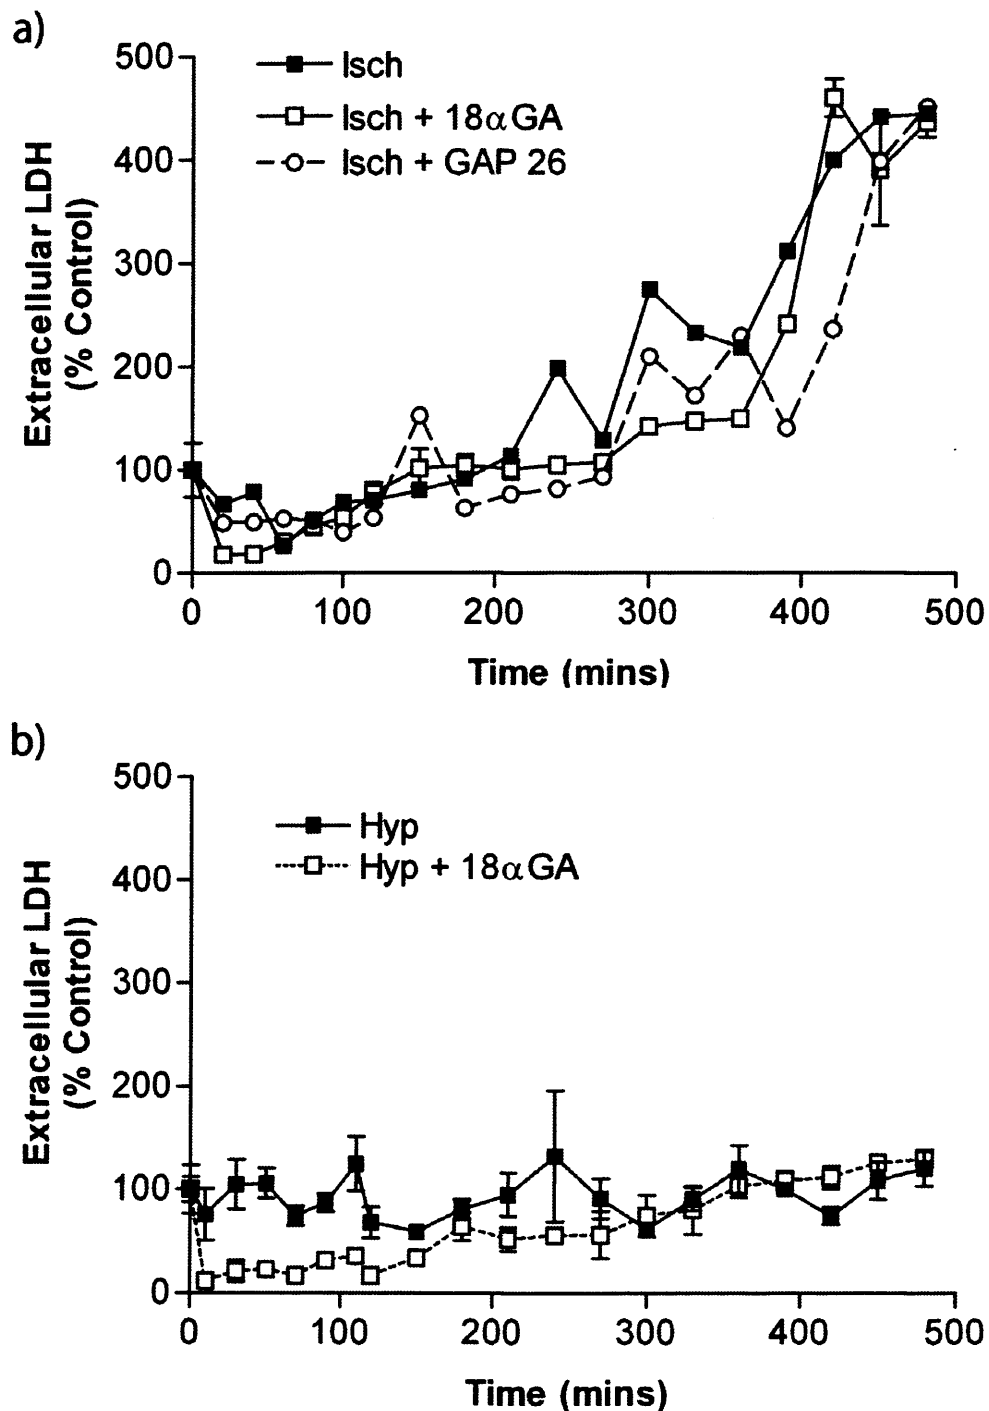 a)
Extracellular LDH
(% Control)
500
400
300
200
100
0
Isch
Isch + 18αGA
Isch + GAP 26
0 100 200 300 400 500
Time (mins)
b)
Extracellular LDH
(% Control)
500
400
300
200
100
0
Hyp
Hyp + 18αGA
0 100 200 300 400 500
Time (mins)